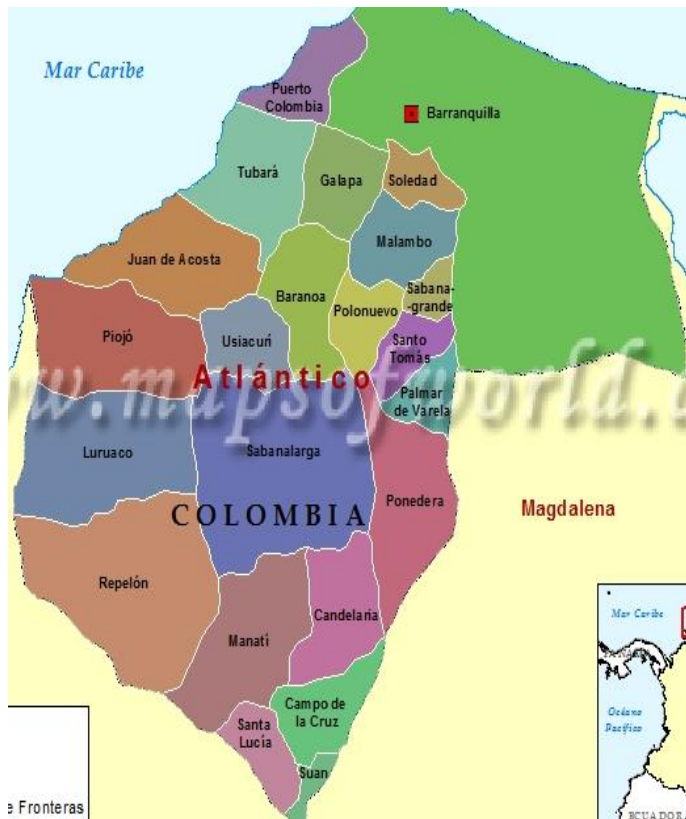 Mar Caribe
Puerto
Colombia
Barranquilla
Tubará
Galapa
Soledad
Malambo
Juan de Acosta
Baranoa
Sabana-
-grande
Polonuevo
Piojó
Usiacurí
Santo
Tomás
Atlántico
w.mapsofworld.c
Palmar
de Varela
Luruaco
Sabanalarga
Ponedera
COLOMBIA
Magdalena
Repelón
Candelaria
Mar Caribe
Manatí
Océano
Pacífico
Campo de
la Cruz
Santa
Lucía
Suan
e Fronteras
ECUADOR